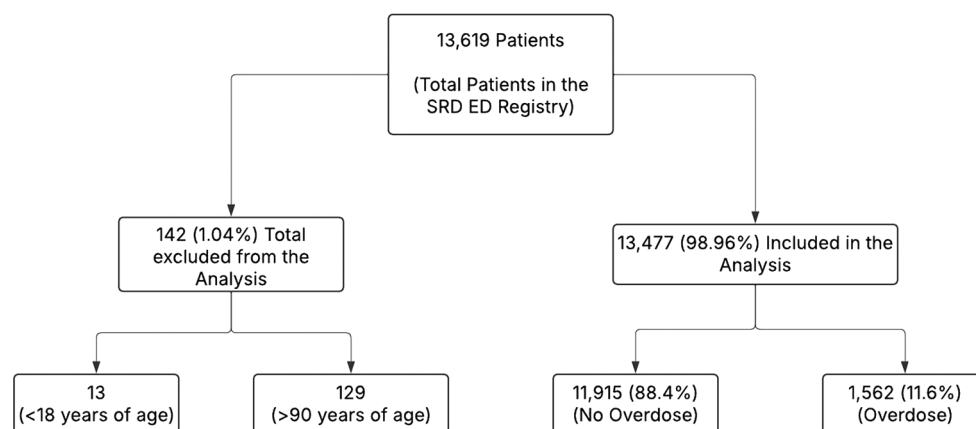 13,619 Patients
(Total Patients in the
SRD ED Registry)
142 (1.04%) Total
excluded from the
Analysis
13,477 (98.96%) Included in the
Analysis
13
(<18 years of age)
129
(>90 years of age)
11,915 (88.4%)
(No Overdose)
1,562 (11.6%)
(Overdose)